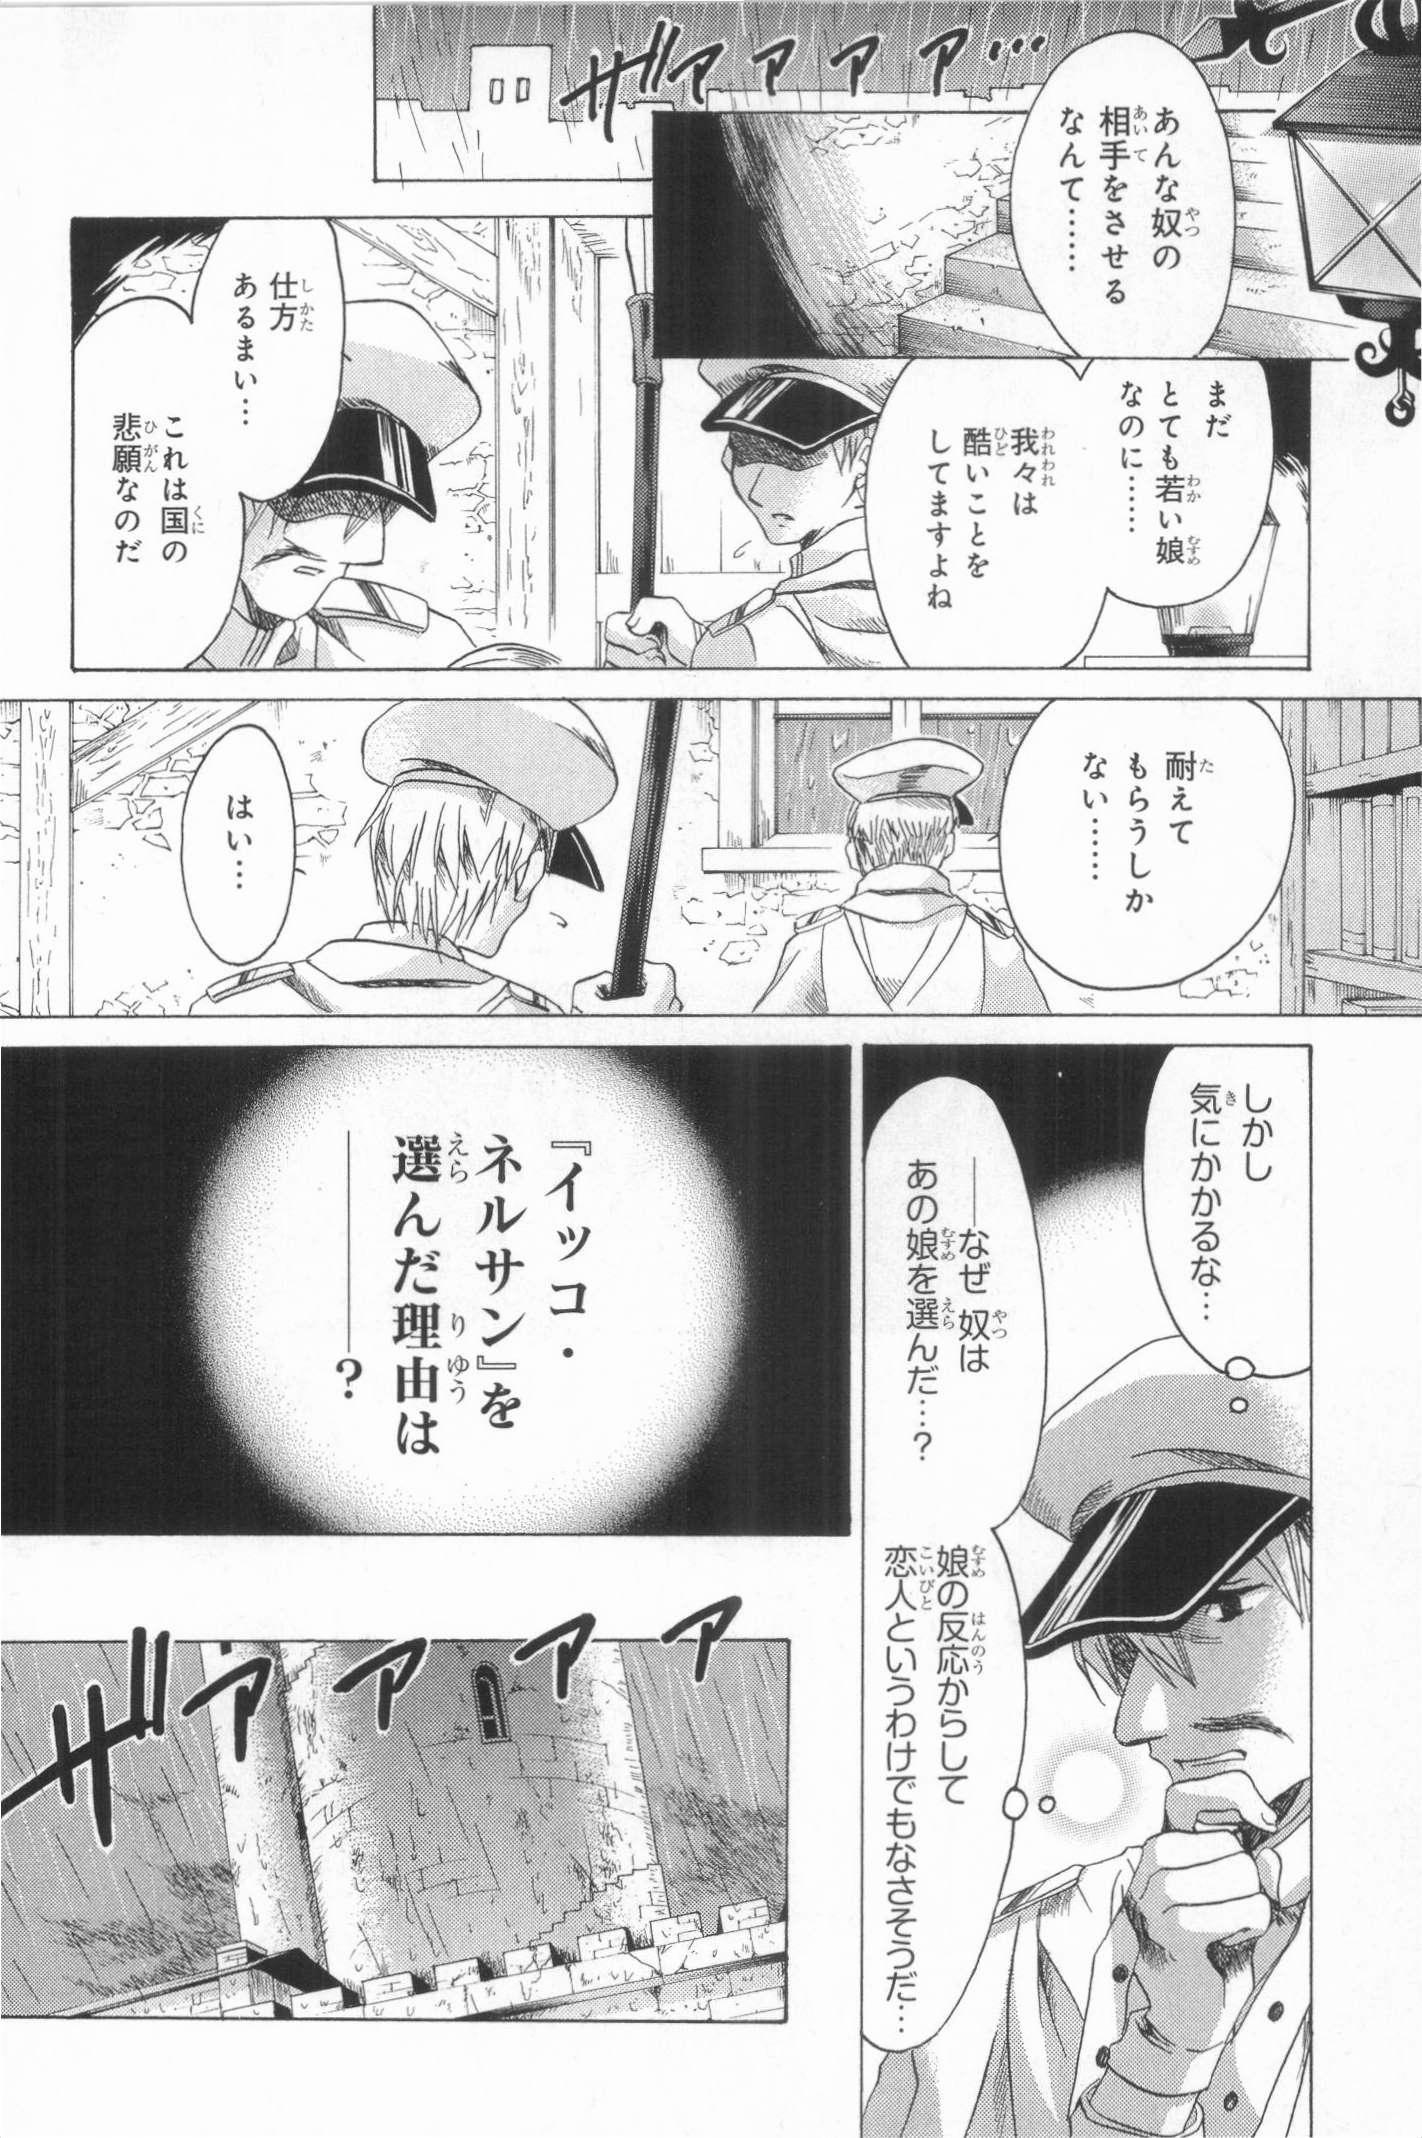 ザアアアア…
あんな奴の
相手をさせる
なんて……
まだ
とても若い娘
なのに……
我々は
酷いことを
してますよね
仕方
あるまい…
これは国の
悲願なのだ
耐えて
もらうしか
ない……
はい…
しかし
気にかかるな…
──なぜ 奴は
あの娘を選んだ…?
娘の反応からして
恋人というわけでもなさそうだ…
『イッコ・
ネルサン』を
選んだ理由は
───?
ザアアアア